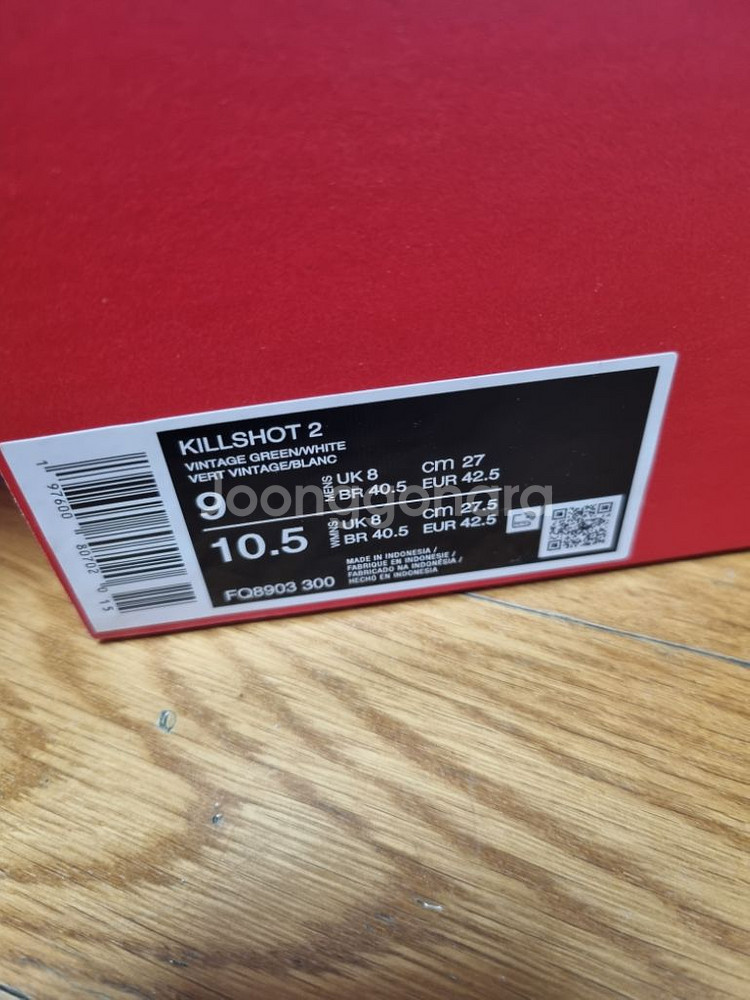 KILLSHOT 2
VINTAGE GREEN/WHITE
VERT VINTAGE/BLANC
9 MENS UK 8 cm 27
BR 40.5 EUR 42.5
10.5 WMNS UK 8 cm 27.5
BR 40.5 EUR 42.5
FQ8903 300
MADE IN INDONESIA /
FABRIQUE EN INDONESIE /
FABRICADO NA INDONÉSIA /
HECHO EN INDONESIA
joonggonara